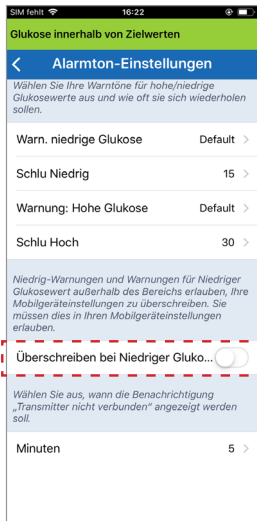 SIM fehlt 16:22
Glukose innerhalb von Zielwerten
Alarmton-Einstellungen
Wählen Sie Ihre Warntöne für hohe/niedrige
Glukosewerte aus und wie oft sie sich wiederholen
sollen.
Warn. niedrige Glukose Default
Schlu Niedrig 15
Warnung: Hohe Glukose Default
Schlu Hoch 30
Niedrig-Warnungen und Warnungen für Niedriger
Glukosewert außerhalb des Bereichs erlauben, Ihre
Mobilgeräteinstellungen zu überschreiben. Sie
müssen dies in Ihren Mobilgeräteinstellungen
erlauben.
Überschreiben bei Niedriger Gluko...
Wählen Sie aus, wann die Benachrichtigung
„Transmitter nicht verbunden" angezeigt werden
soll.
Minuten 5